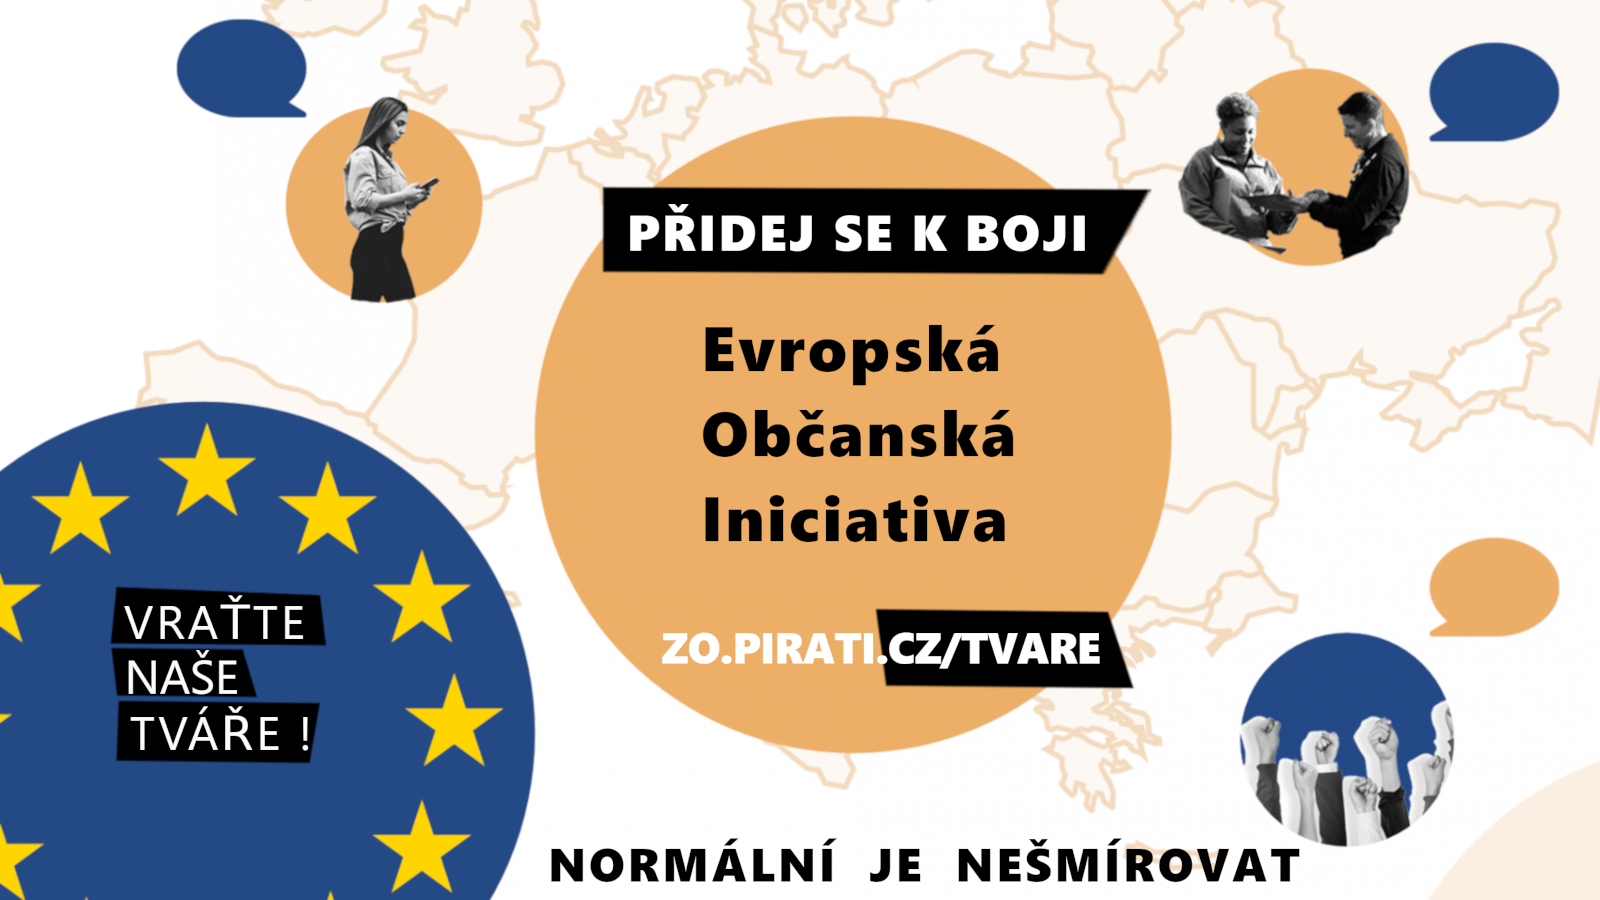 PŘIDEJ SE K BOJI
Evropská
Občanská
Iniciativa
ZO.PIRATI.CZ/TVARE
VRAŤTE
NAŠE
TVÁŘE !
NORMÁLNÍ JE NEŠMÍROVAT